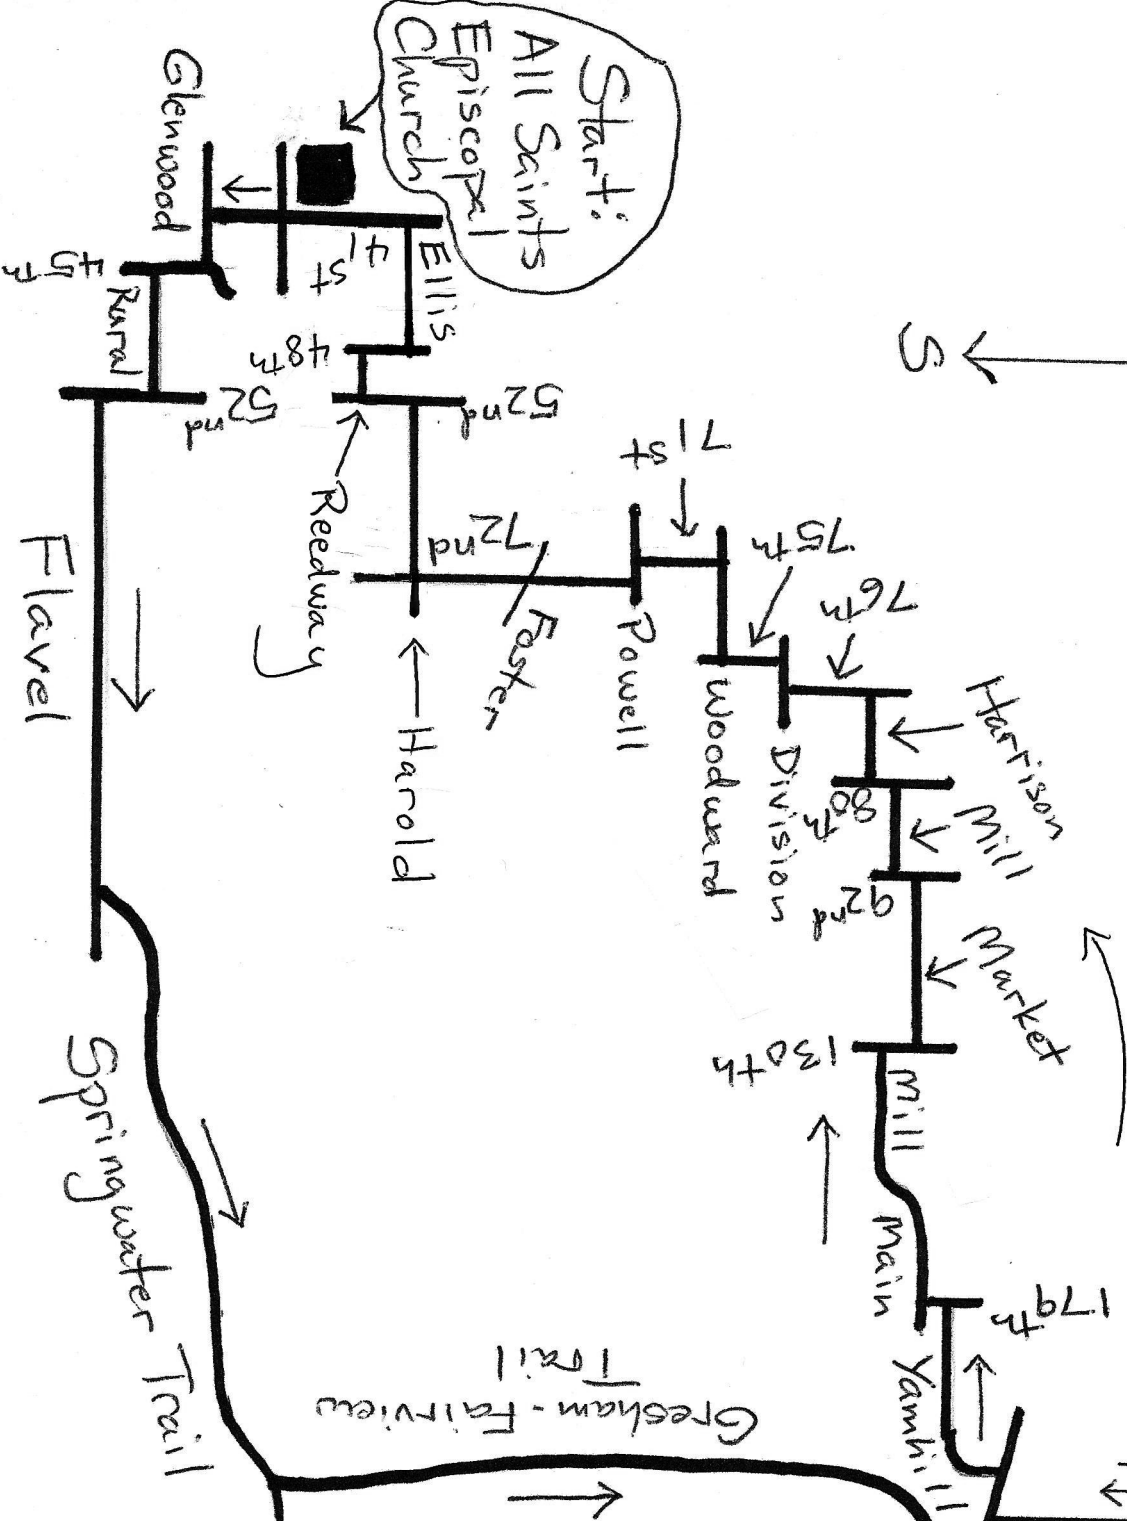 Start:
All Saints
Episcopal
Church
Glenwood
41st
Ellis
45th
Rural
48th
52nd
52nd
Reedway
Flavel
72nd
Foster
Harold
71st
Powell
75th
Woodward
76th
Division
Harrison
80th
Mill
92nd
Market
130th
Mill
Main
179th
Yamhill
Gresham-Fairview
Trail
Springwater Trail
S